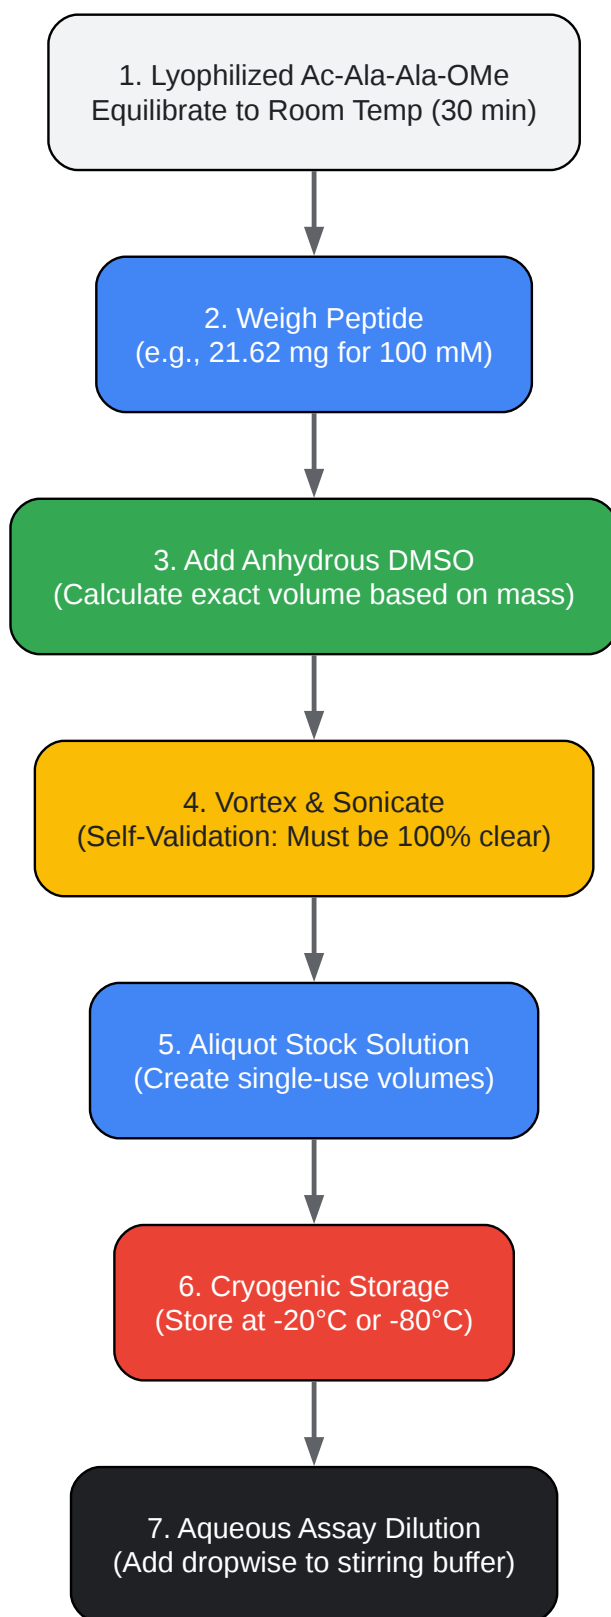 1. Lyophilized Ac-Ala-Ala-OMe
Equilibrate to Room Temp (30 min)
2. Weigh Peptide
(e.g., 21.62 mg for 100 mM)
3. Add Anhydrous DMSO
(Calculate exact volume based on mass)
4. Vortex & Sonicate
(Self-Validation: Must be 100% clear)
5. Aliquot Stock Solution
(Create single-use volumes)
6. Cryogenic Storage
(Store at -20°C or -80°C)
7. Aqueous Assay Dilution
(Add dropwise to stirring buffer)